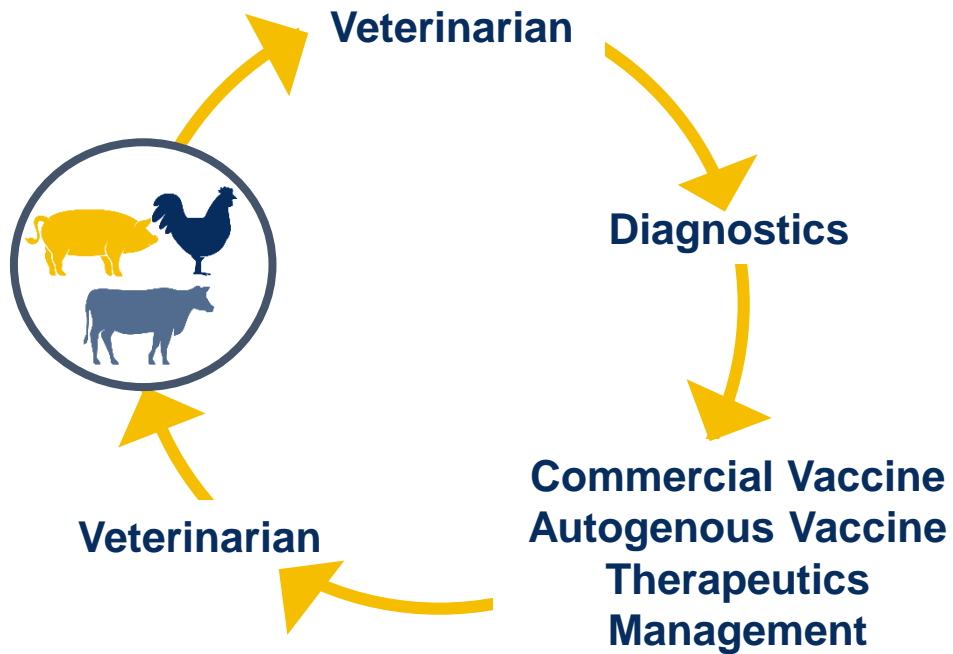 Veterinarian
Diagnostics
Commercial Vaccine
Autogenous Vaccine
Therapeutics
Management
Veterinarian